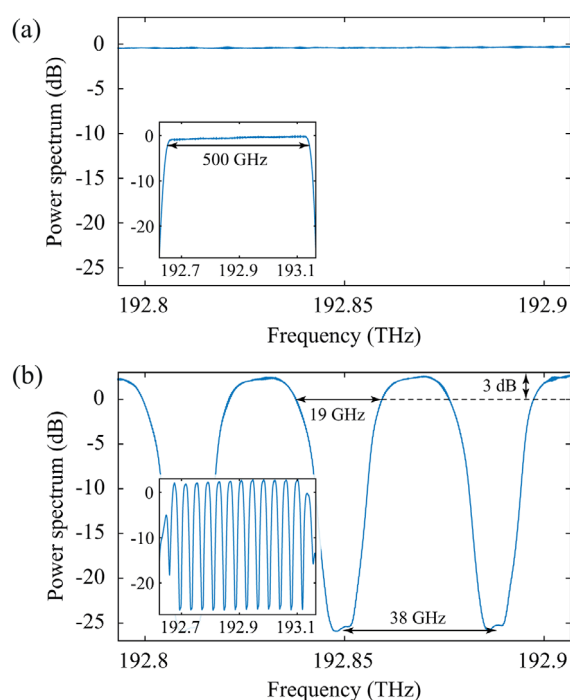 (a)
0
-5
-10
-15
-20
-25
Power spectrum (dB)
0
-10
-20
500 GHz
192.7 192.9 193.1
192.8 192.85 192.9
Frequency (THz)
(b)
0
-5
-10
-15
-20
-25
Power spectrum (dB)
3 dB
19 GHz
0
-10
-20
192.7 192.9 193.1
38 GHz
192.8 192.85 192.9
Frequency (THz)